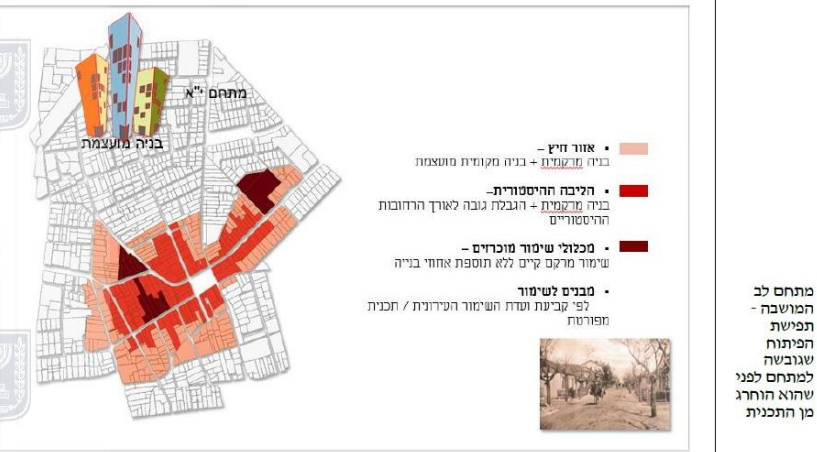 מתחם י"א
בניה מועצמת
אזור חיץ –
בניה מרקמית + בניה מקומית מועצמת
הליבה ההיסטורית–
בניה מרקמית + הגבלת גובה לאורך הרחובות
ההיסטוריים
מכלולי שימור מוכרזים –
שימור מרקם קיים ללא תוספת אחוזי בנייה
מבנים לשימור
לפי קביעת ועדת השימור העירונית / תכנית
מפורטת
מתחם לב
המושבה -
תפישת
הפיתוח
שגובשה
למתחם לפני
שהוא הוחרג
מן התכנית